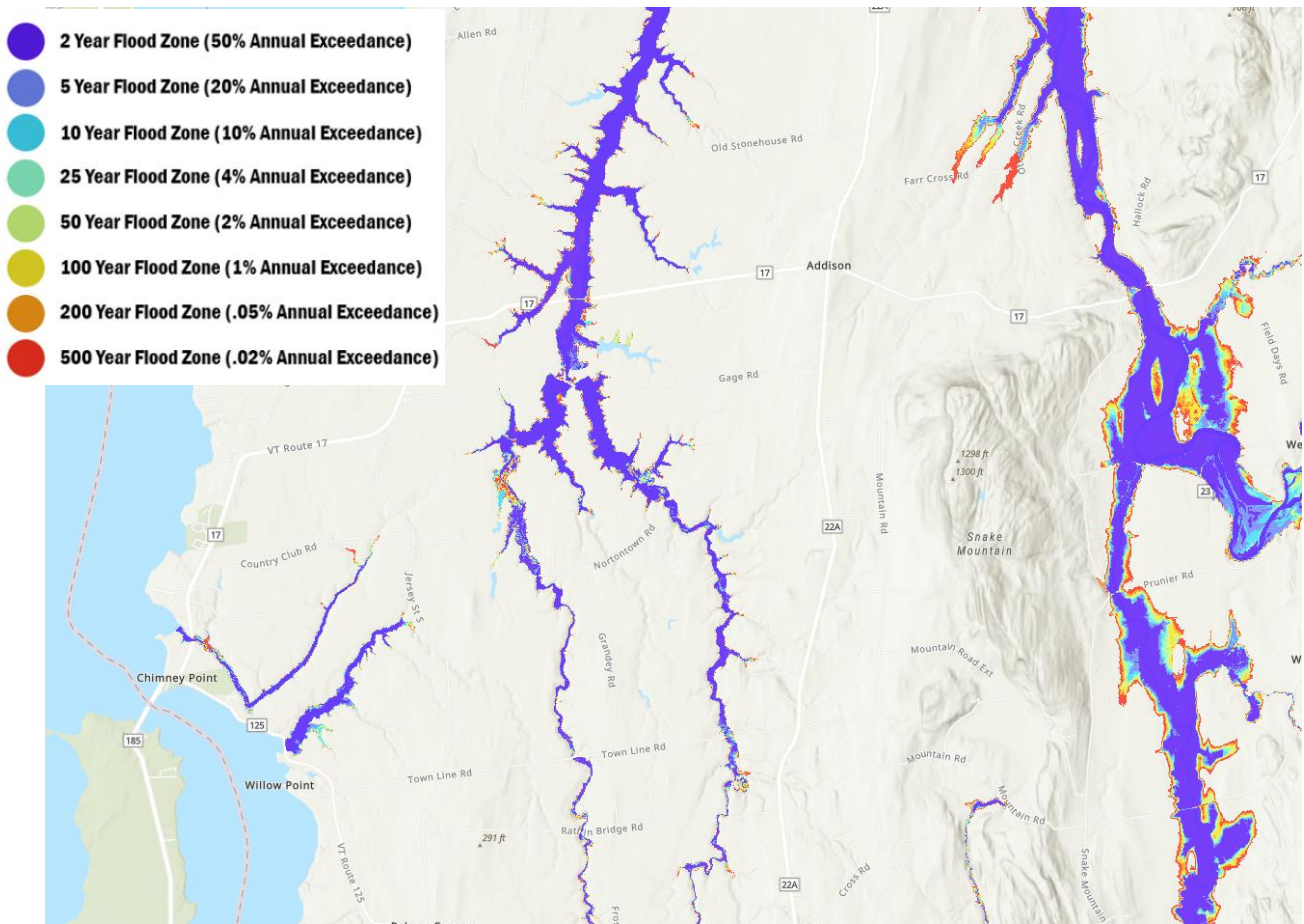 2 Year Flood Zone (50% Annual Exceedance)
5 Year Flood Zone (20% Annual Exceedance)
10 Year Flood Zone (10% Annual Exceedance)
25 Year Flood Zone (4% Annual Exceedance)
50 Year Flood Zone (2% Annual Exceedance)
100 Year Flood Zone (1% Annual Exceedance)
200 Year Flood Zone (.05% Annual Exceedance)
500 Year Flood Zone (.02% Annual Exceedance)
Allen Rd
22A
Old Stonehouse Rd
Creek Rd
Farr Cross Rd
17
Hallock Rd
Addison
17
17
17
Field Days Rd
Gage Rd
VT Route 17
1298 ft
1300 ft
We
Mountain Rd
23
17
22A
Snake
Mountain
Country Club Rd
Nortontown Rd
Jersey St S
Prunier Rd
Grandey Rd
Mountain Road Ext
W
Chimney Point
125
185
Town Line Rd
Mountain Rd
Willow Point
Town Line Rd
Mountain Rd
291 ft
Bridge Rd
VT Route 125
Cross Rd
Snake Mountain
22A